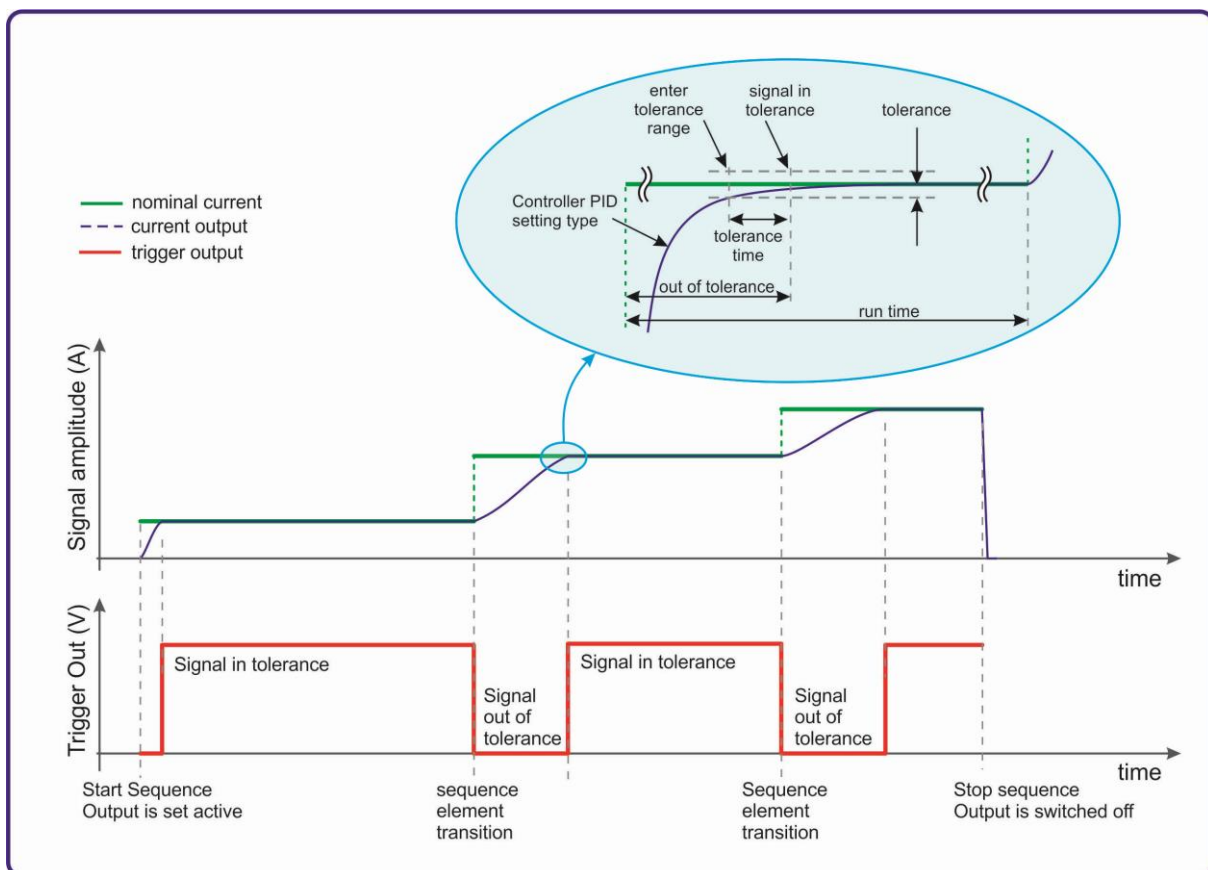 enter
tolerance
range
signal in
tolerance
tolerance
Controller PID
setting type
tolerance
time
out of tolerance
run time
nominal current
current output
trigger output
Signal amplitude (A)
time
Trigger Out (V)
Signal in tolerance
Signal
out of
tolerance
Signal in tolerance
Signal
out of
tolerance
time
Start Sequence
Output is set active
sequence
element
transition
Sequence
element
transition
Stop sequence
Output is switched off